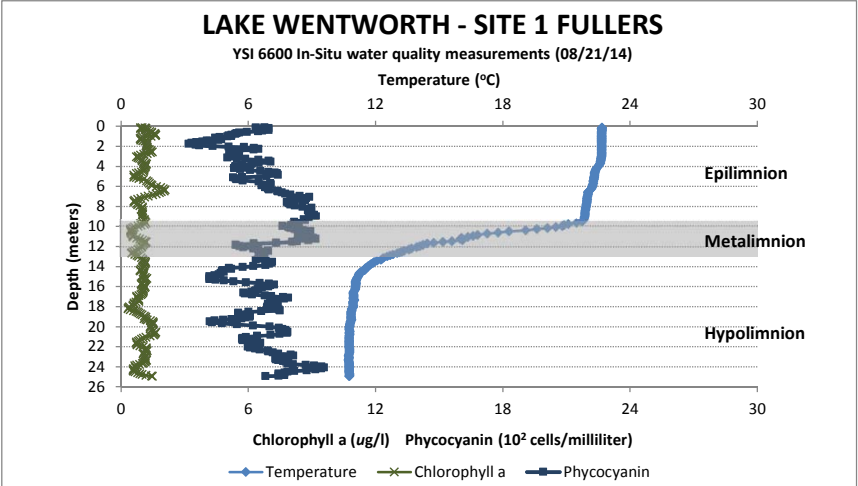 LAKE WENTWORTH - SITE 1 FULLERS
YSI 6600 In-Situ water quality measurements (08/21/14)
Temperature (ºC)
0 6 12 18 24 30
0
2
4
6
8
10
12
14
16
18
20
22
24
26
Depth (meters)
Epilimnion
Metalimnion
Hypolimnion
0 6 12 18 24 30
Chlorophyll a (ug/l) Phycocyanin (10² cells/milliliter)
Temperature Chlorophyll a Phycocyanin